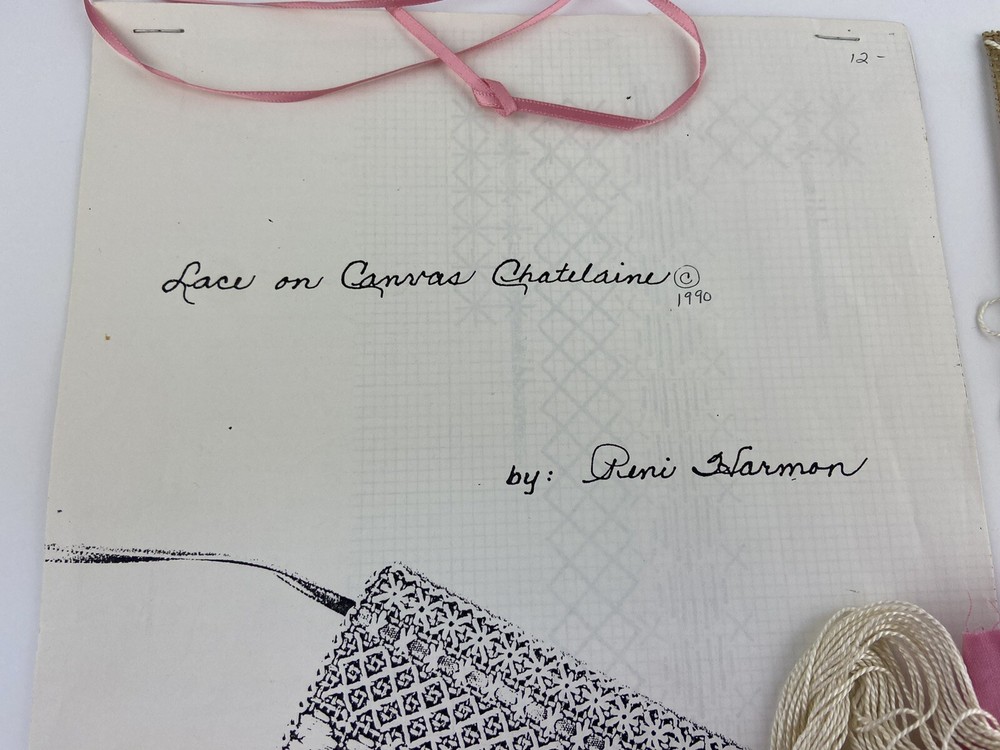 12-
Lace on Canvas Chatelaine ©
1990
by: Reni Harmon